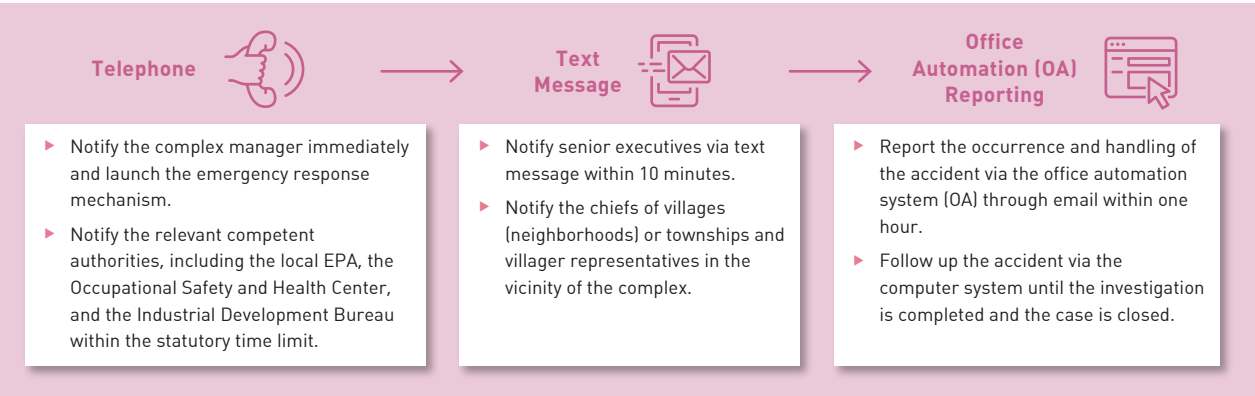 Telephone
▶ Notify the complex manager immediately
and launch the emergency response
mechanism.
▶ Notify the relevant competent
authorities, including the local EPA, the
Occupational Safety and Health Center,
and the Industrial Development Bureau
within the statutory time limit.
Text
Message
▶ Notify senior executives via text
message within 10 minutes.
▶ Notify the chiefs of villages
(neighborhoods) or townships and
villager representatives in the
vicinity of the complex.
Office
Automation (OA)
Reporting
▶ Report the occurrence and handling of
the accident via the office automation
system (OA) through email within one
hour.
▶ Follow up the accident via the
computer system until the investigation
is completed and the case is closed.